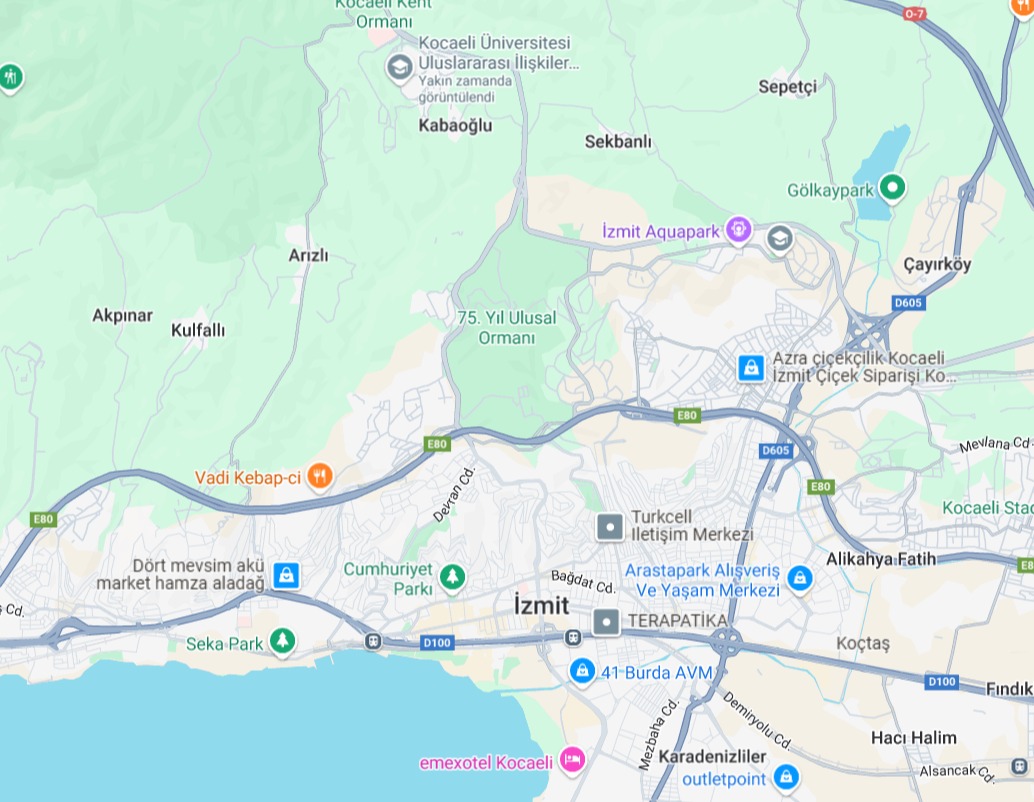 Kocaeli Kent
Ormanı
O-7
Kocaeli Üniversitesi
Uluslararası İlişkiler...
Yakın zamanda
görüntülendi
Sepetçi
Kabaoğlu
Sekbanlı
Gölkaypark
İzmit Aquapark
Arızlı
Çayırköy
D605
Akpınar
Kulfallı
75. Yıl Ulusal
Ormanı
Azra çiçekçilik Kocaeli
İzmit Çiçek Siparişi Ko...
E80
E80
Mevlana Cd
D605
Vadi Kebap-ci
Devran Cd.
E80
E80
Kocaeli Stad
Turkcell
Iletişim Merkezi
Alikahya Fatih
E8
Dört mevsim akü
market hamza aladağ
Cumhuriyet
Parkı
Bağdat Cd.
Arastapark Alışveriş
Ve Yaşam Merkezi
ş Cd.
İzmit
TERAPATİKA
Seka Park
D100
Koçtaş
41 Burda AVM
D100
Fındık
Mezbaha Cd.
Demiryolu Cd.
Hacı Halim
emexotel Kocaeli
Karadenizliler
outletpoint
Alsancak Cd.